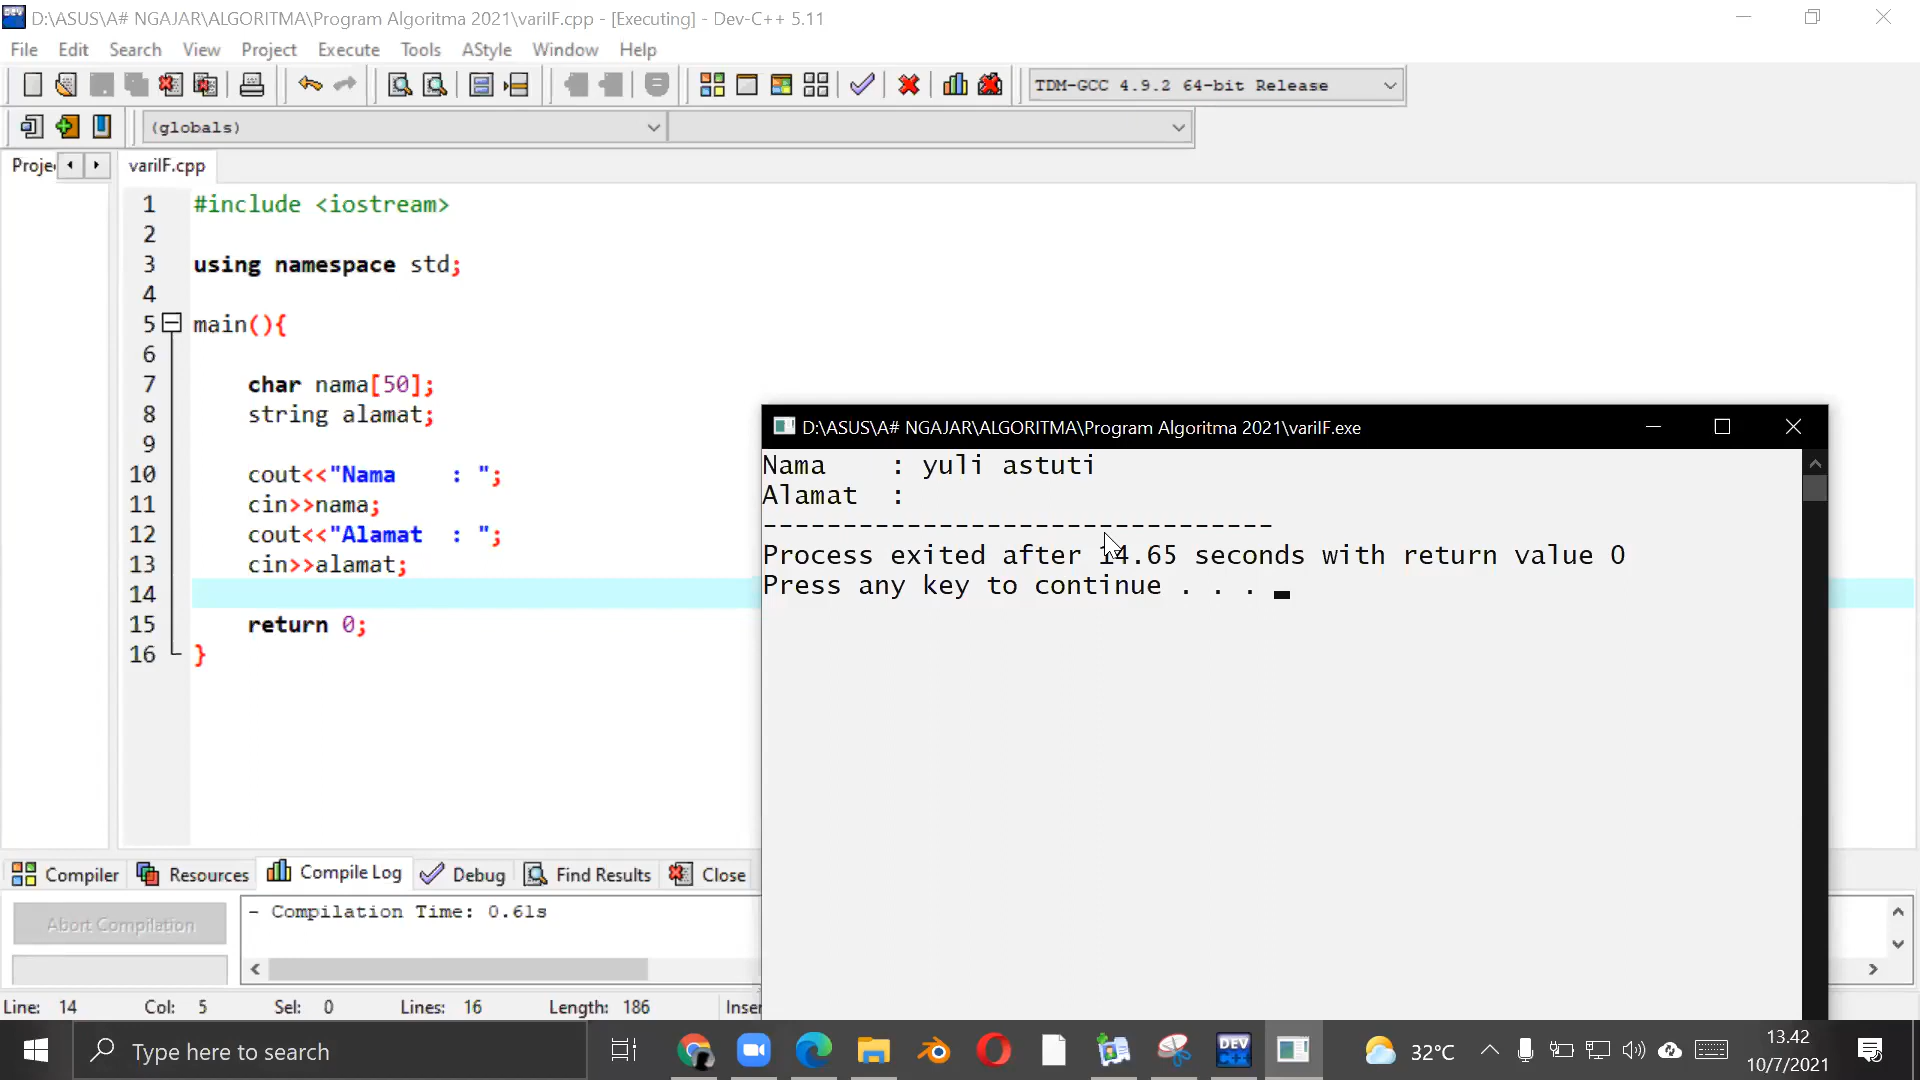 D:\ASUS\A# NGAJAR\ALGORITMA\Program Algoritma 2021\variIF.cpp - [Executing] - Dev-C++ 5.11
File Edit Search View Project Execute Tools AStyle Window Help
TDM-GCC 4.9.2 64-bit Release
(globals)
Proje variIF.cpp
1 #include <iostream>
2
3 using namespace std;
4
5 main(){
6
7 char nama[50];
8 string alamat;
9
10 cout<<"Nama    : ";
11 cin>>nama;
12 cout<<"Alamat  : ";
13 cin>>alamat;
14
15 return 0;
16 }
D:\ASUS\A# NGAJAR\ALGORITMA\Program Algoritma 2021\variIF.exe
Nama    : yuli astuti
Alamat  :
--------------------------------
Process exited after 14.65 seconds with return value 0
Press any key to continue . . .
Compiler Resources Compile Log Debug Find Results Close
Abort Compilation
- Compilation Time: 0.61s
Line: 14 Col: 5 Sel: 0 Lines: 16 Length: 186 Inser
Type here to search
DEV C++
32°C
13.42
10/7/2021